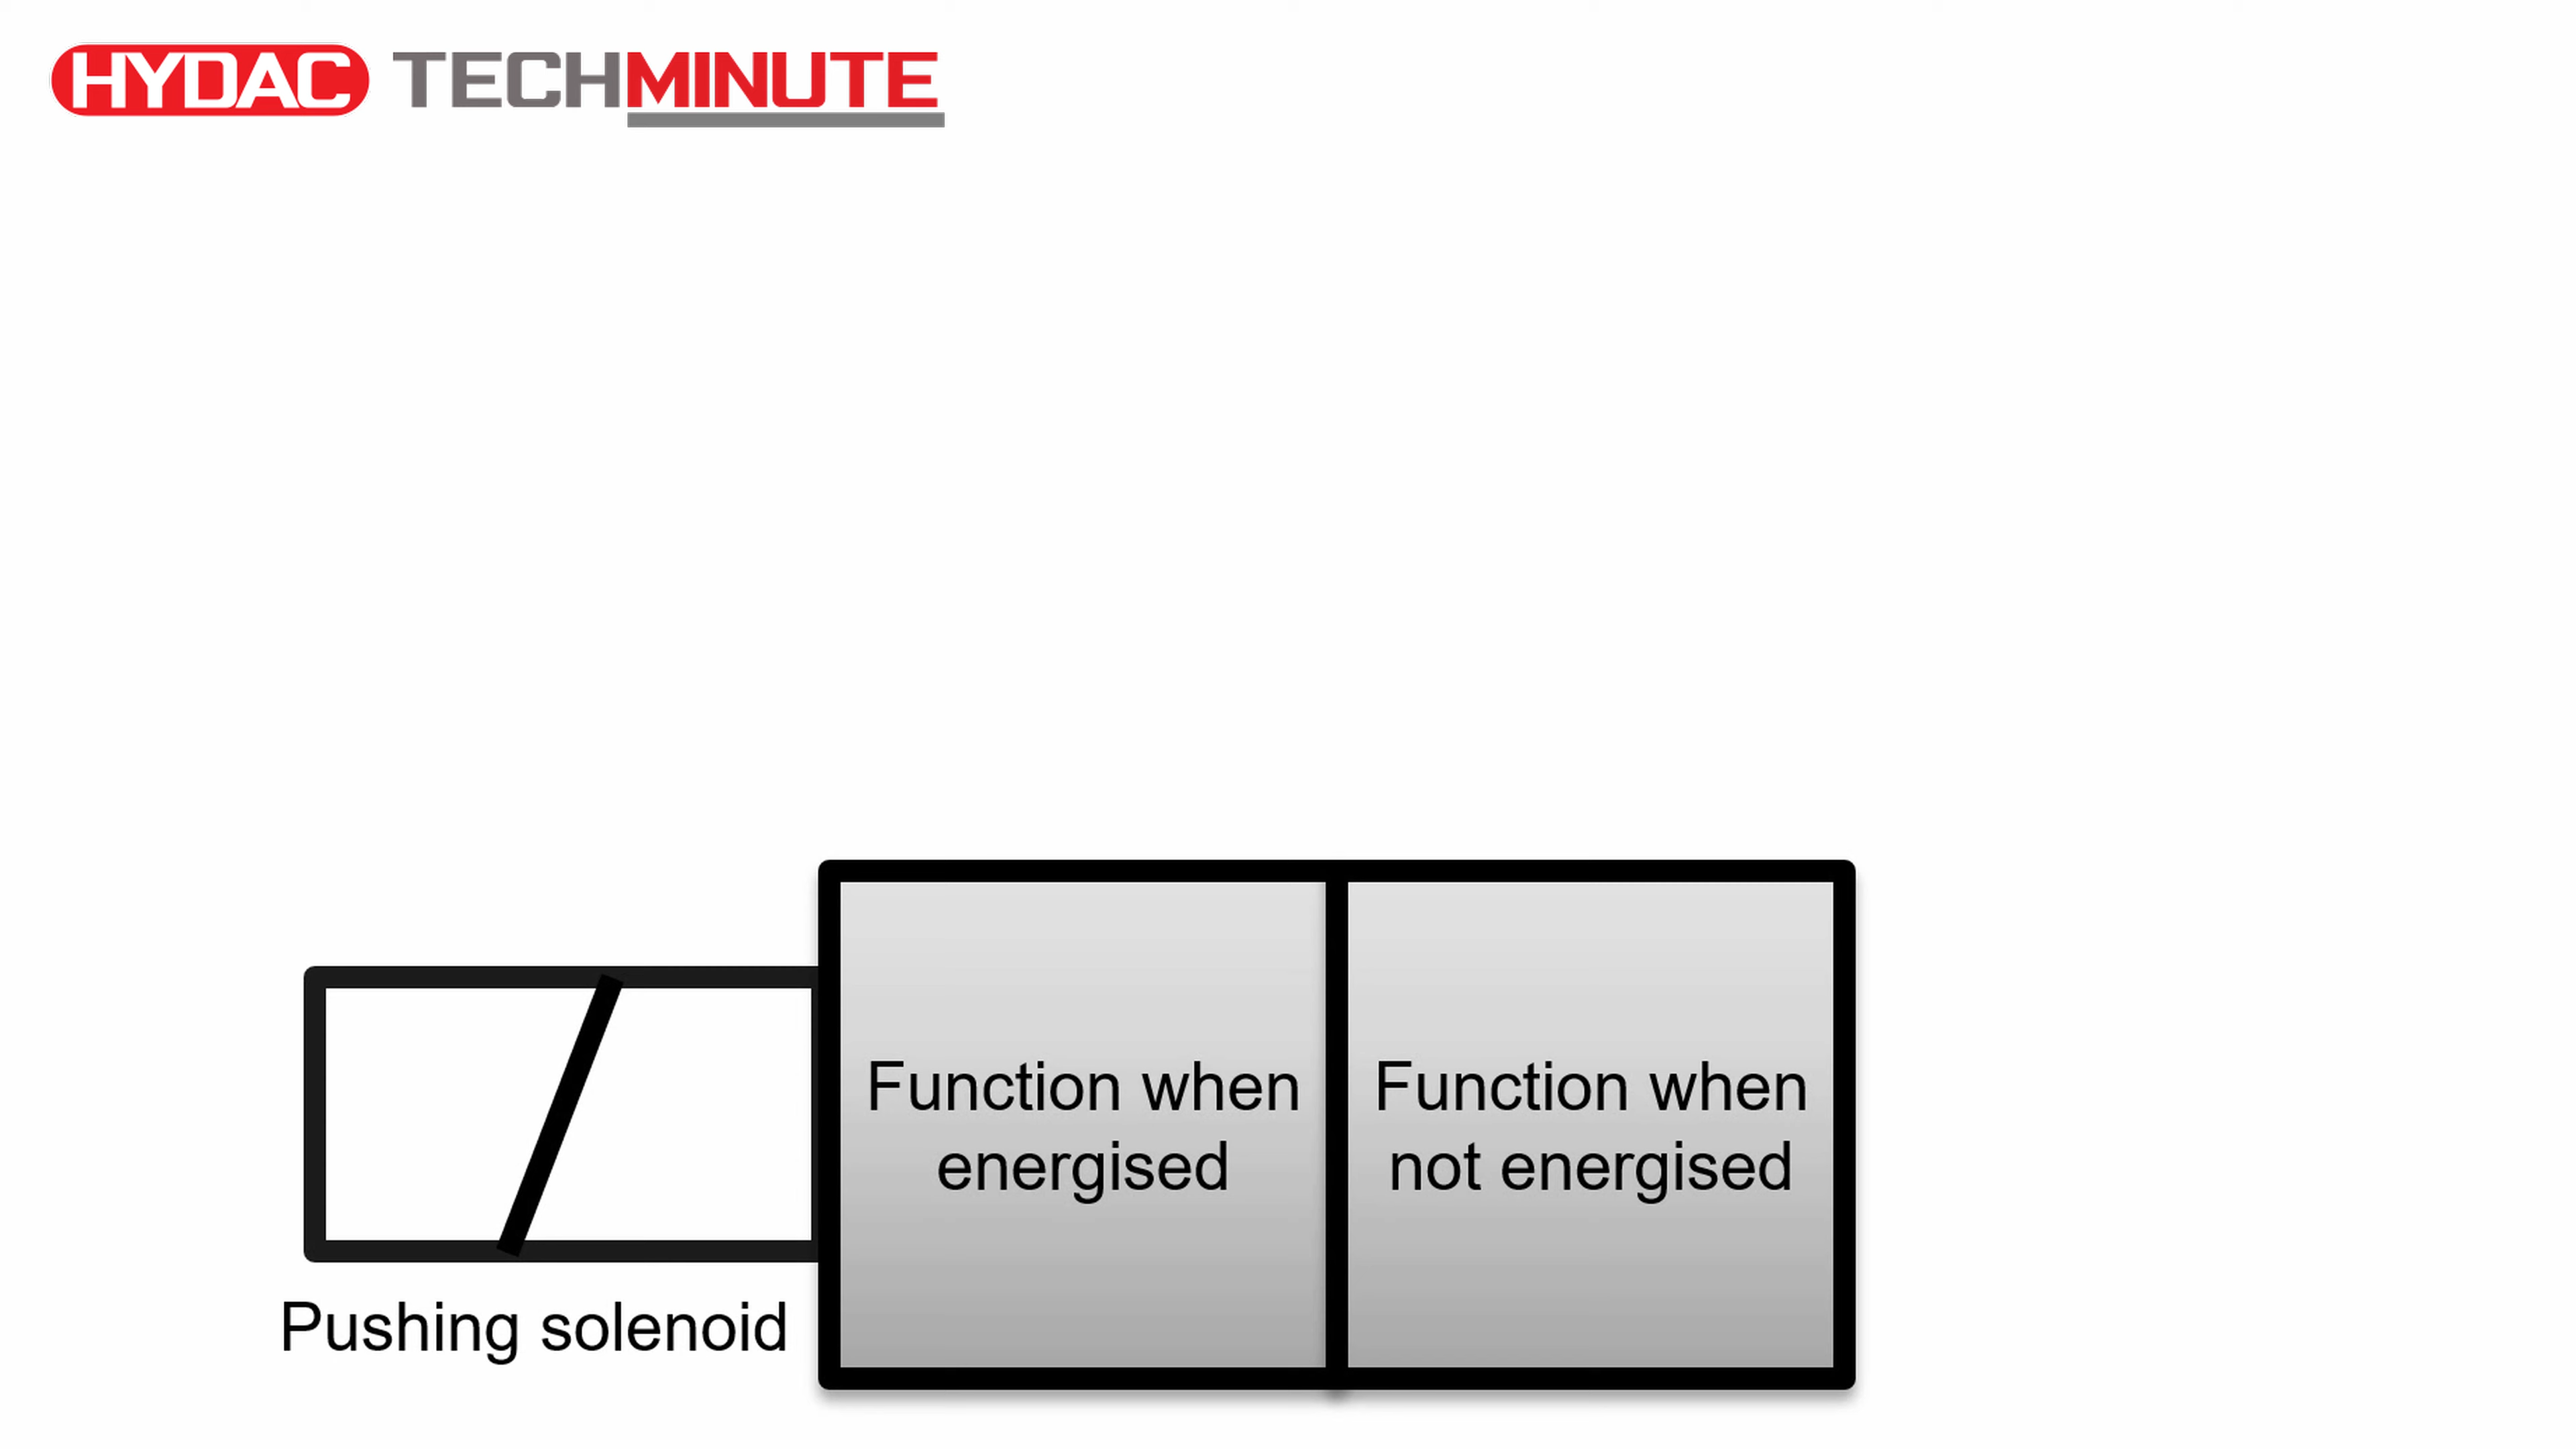 HYDAC TECHMINUTE
Function when
energised
Function when
not energised
Pushing solenoid